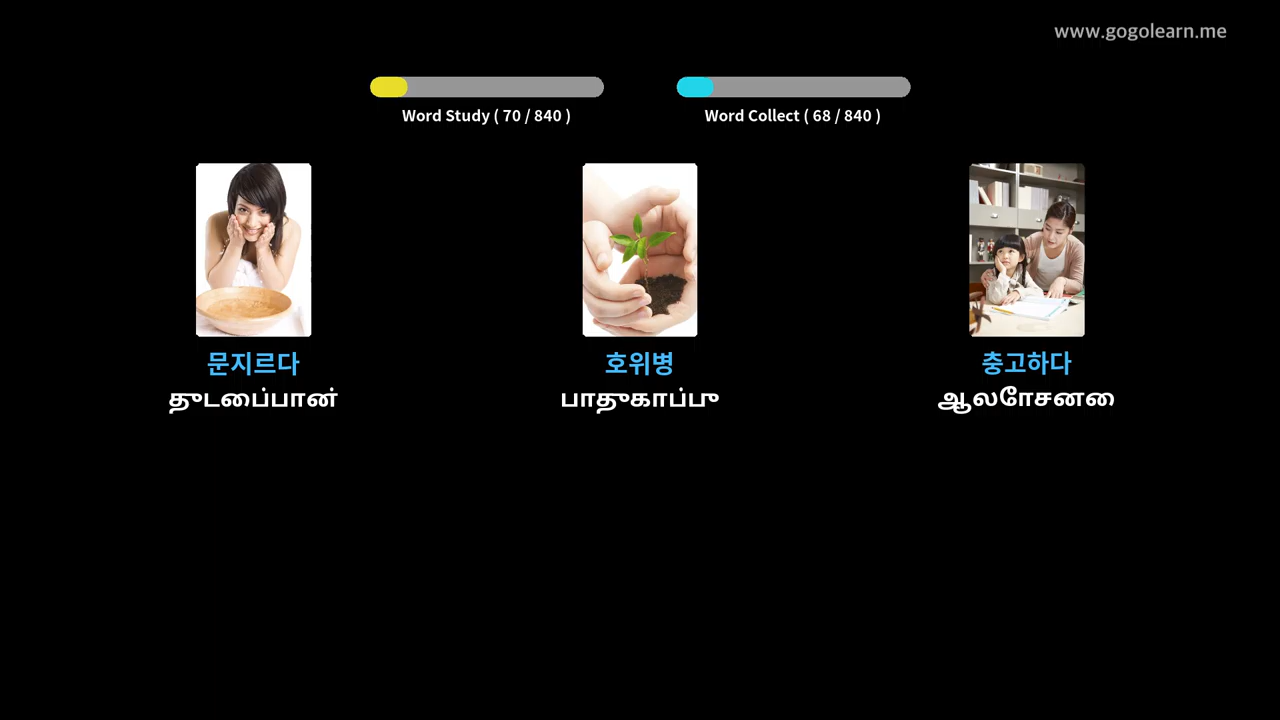 www.gogolearn.me
Word Study ( 70 / 840 )
Word Collect ( 68 / 840 )
문지르다
துடைப்பான்
호위병
பாதுகாப்பு
충고하다
ஆலோசனை